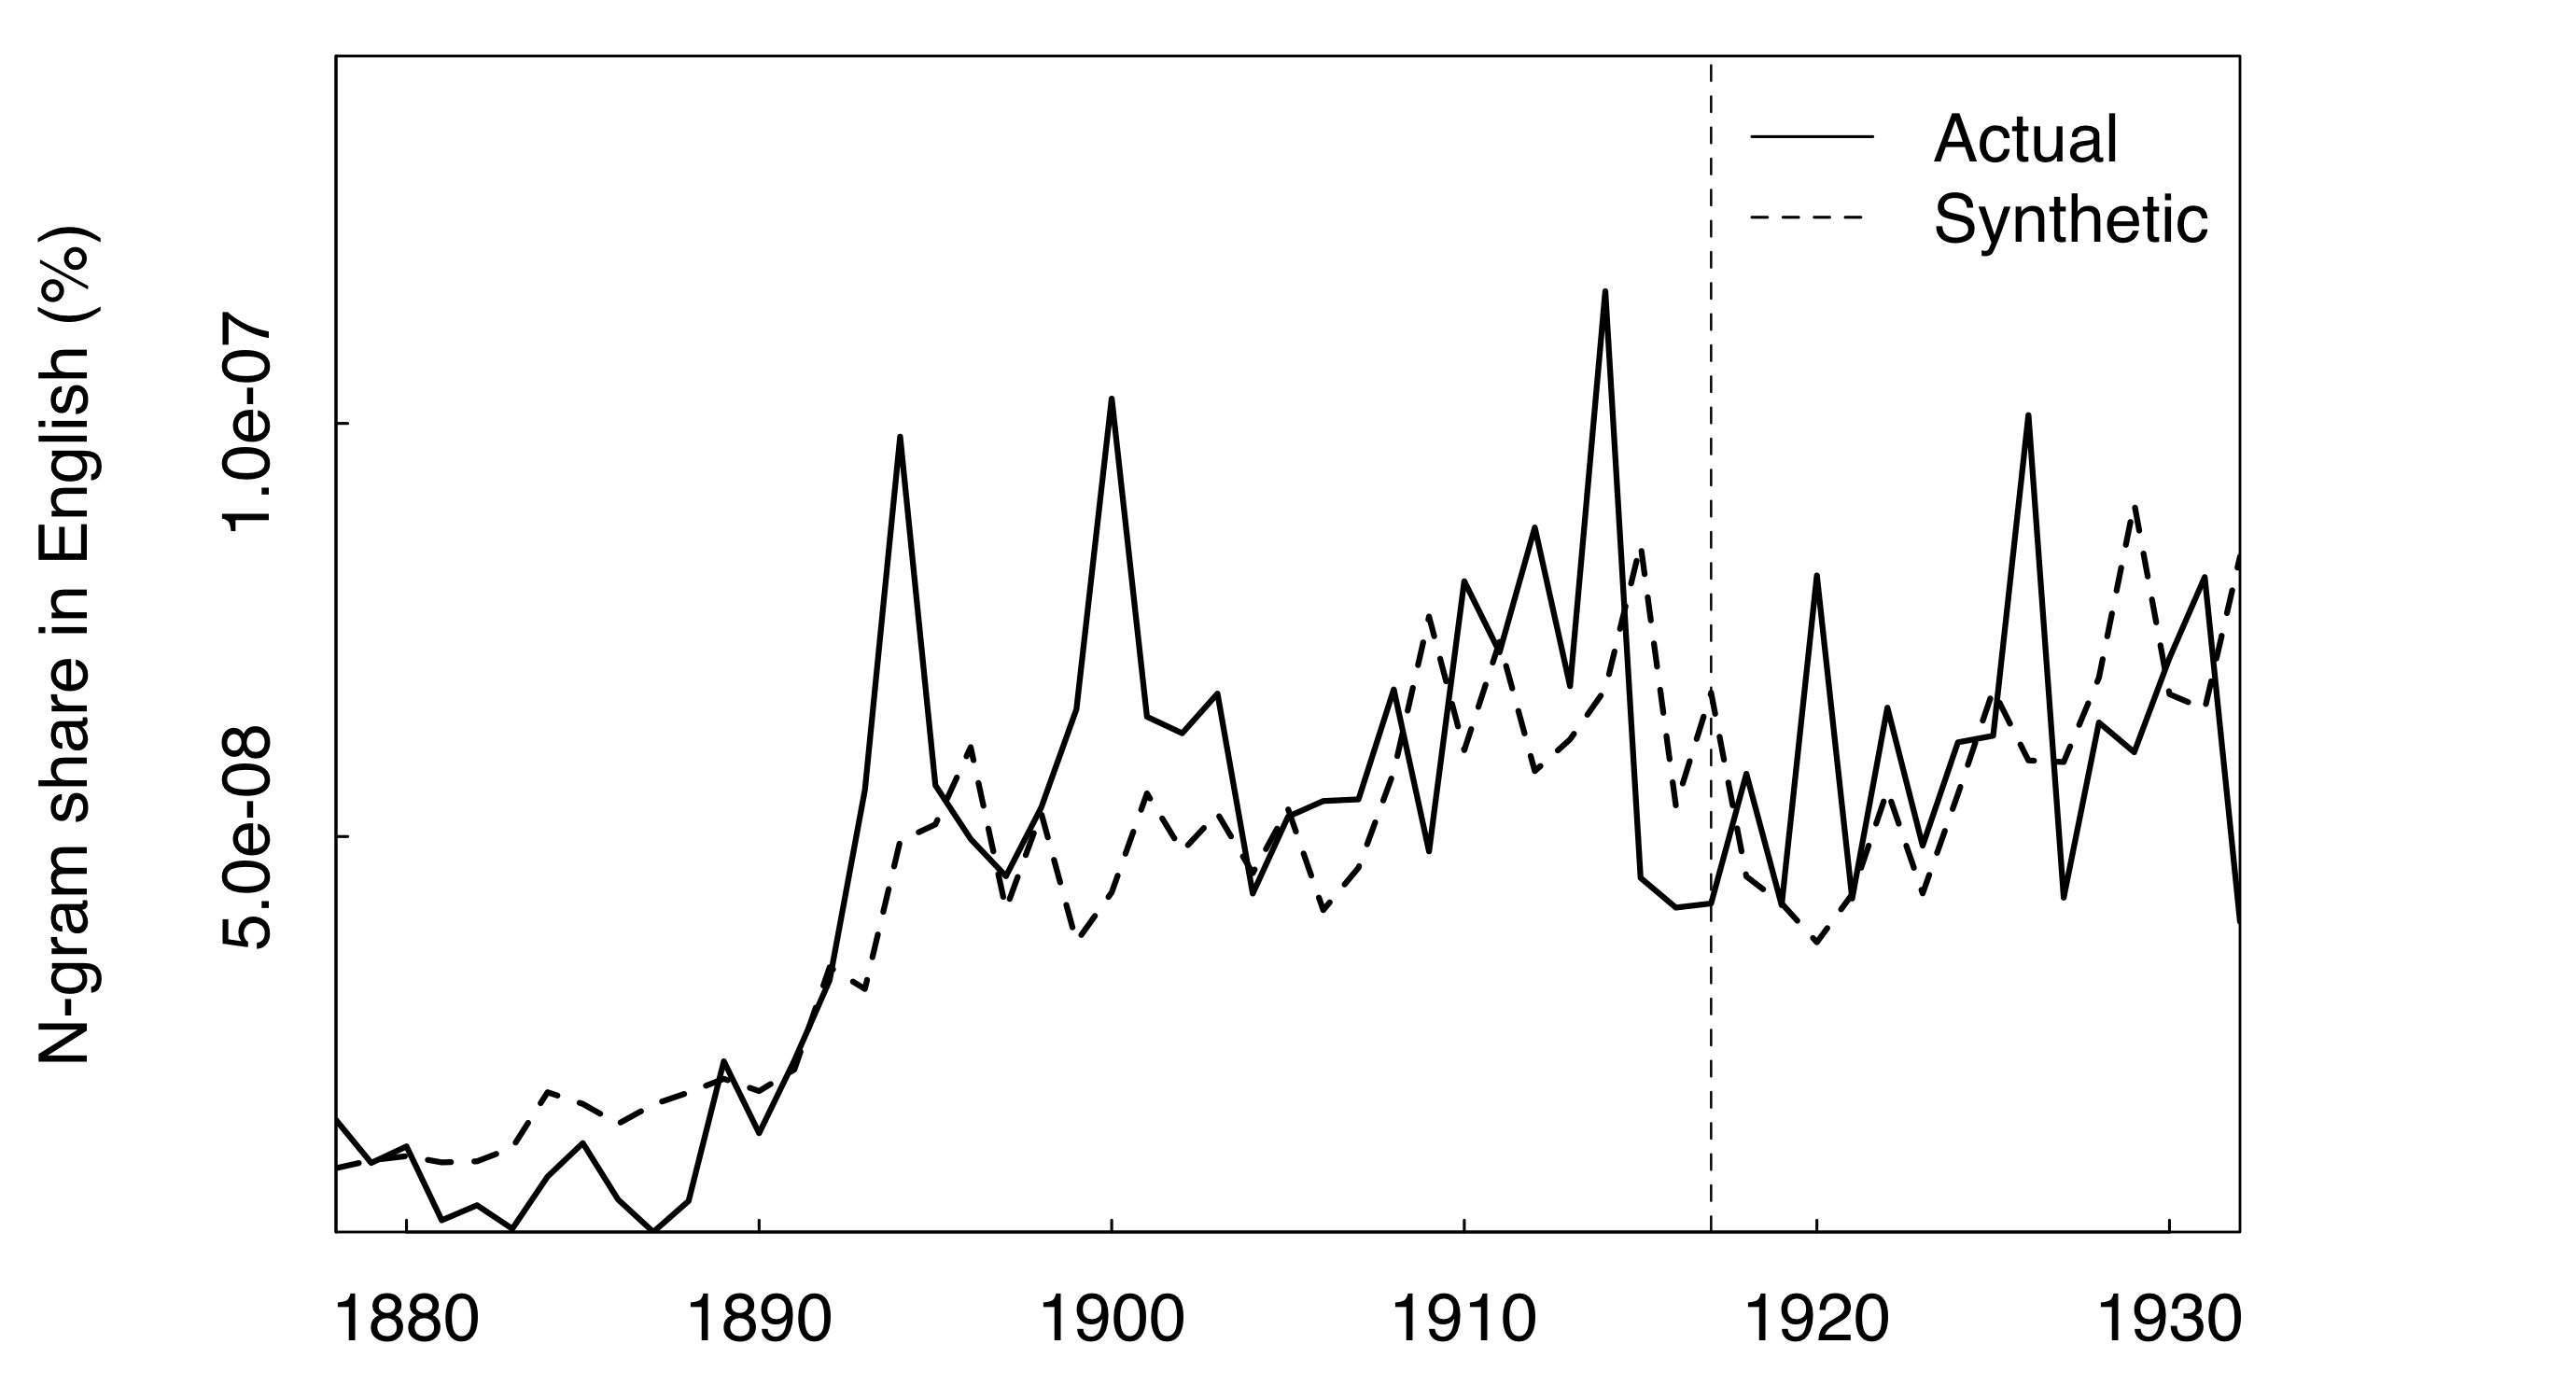 N-gram share in English (%)
1.0e-07
5.0e-08
Actual
Synthetic
1880 1890 1900 1910 1920 1930